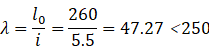 λ = l₀/i = 260/5.5 = 47.27 <250